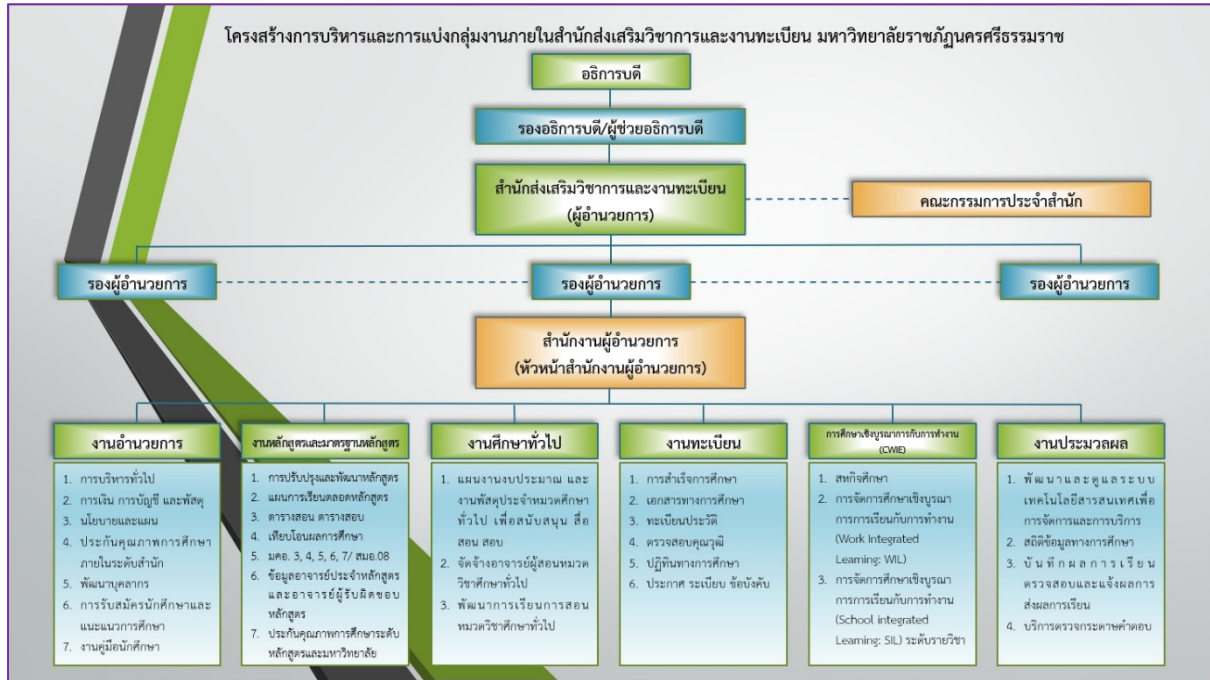 โครงสร้างการบริหารและการแบ่งกลุ่มงานภายในสำนักส่งเสริมวิชาการและงานทะเบียน มหาวิทยาลัยราชภัฏนครศรีธรรมราช
อธิการบดี
รองอธิการบดี/ผู้ช่วยอธิการบดี
สำนักส่งเสริมวิชาการและงานทะเบียน
(ผู้อำนวยการ)
คณะกรรมการประจำสำนัก
รองผู้อำนวยการ
รองผู้อำนวยการ
รองผู้อำนวยการ
สำนักงานผู้อำนวยการ
(หัวหน้าสำนักงานผู้อำนวยการ)
งานอำนวยการ
1. การบริหารทั่วไป
2. การเงิน การบัญชี และพัสดุ
3. นโยบายและแผน
4. ประกันคุณภาพการศึกษา
ภายในระดับสำนัก
5. พัฒนาบุคลากร
6. การรับสมัครนักศึกษาและ
แนะแนวการศึกษา
7. งานคู่มือนักศึกษา
งานหลักสูตรและมาตรฐานหลักสูตร
1. การปรับปรุงและพัฒนาหลักสูตร
2. แผนการเรียนตลอดหลักสูตร
3. ตารางสอน ตารางสอบ
4. เทียบโอนผลการศึกษา
5. มคอ. 3, 4, 5, 6, 7/ สมอ.08
6. ข้อมูลอาจารย์ประจำหลักสูตร
และอาจารย์ผู้รับผิดชอบ
หลักสูตร
7. ประกันคุณภาพการศึกษาระดับ
หลักสูตรและมหาวิทยาลัย
งานศึกษาทั่วไป
1. แผนงานงบประมาณ และ
งานพัสดุประจำหมวดศึกษา
ทั่วไป เพื่อสนับสนุน สื่อ
สอน สอบ
2. จัดจ้างอาจารย์ผู้สอนหมวด
วิชาศึกษาทั่วไป
3. พัฒนาการเรียนการสอน
หมวดวิชาศึกษาทั่วไป
งานทะเบียน
1. การสำเร็จการศึกษา
2. เอกสารทางการศึกษา
3. ทะเบียนประวัติ
4. ตรวจสอบคุณวุฒิ
5. ปฏิทินทางการศึกษา
6. ประกาศ ระเบียบ ข้อบังคับ
การศึกษาเชิงบูรณาการกับการทำงาน
(CWIE)
1. สหกิจศึกษา
2. การจัดการศึกษาเชิงบูรณา
การการเรียนกับการทำงาน
(Work Integrated
Learning: WIL)
3. การจัดการศึกษาเชิงบูรณา
การการเรียนกับการทำงาน
(School integrated
Learning: SIL) ระดับรายวิชา
งานประมวลผล
1. พัฒนาและดูแลระบบ
เทคโนโลยีสารสนเทศเพื่อ
การจัดการและการบริการ
2. สถิติข้อมูลทางการศึกษา
3. บันทึกผลการเรียน
ตรวจสอบและแจ้งผลการ
ส่งผลการเรียน
4. บริการตรวจกระดาษคำตอบ